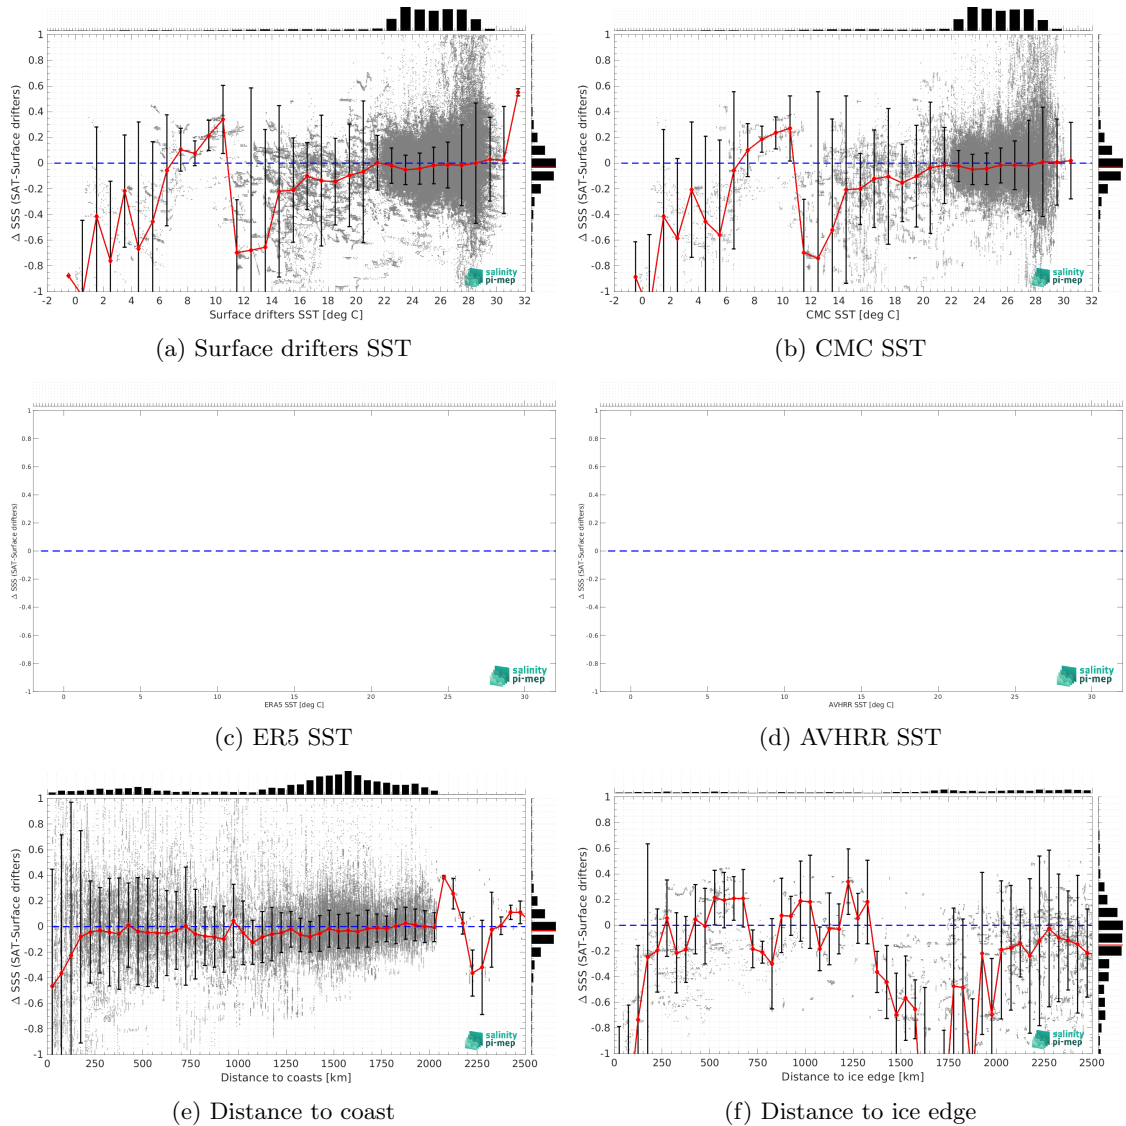 1
0.8
0.6
0.4
0.2
0
-0.2
-0.4
-0.6
-0.8
-1
Δ SSS (SAT-Surface drifters)
-2 0 2 4 6 8 10 12 14 16 18 20 22 24 26 28 30 32
Surface drifters SST [deg C]
salinity
pi-mep
(a) Surface drifters SST
1
0.8
0.6
0.4
0.2
0
-0.2
-0.4
-0.6
-0.8
-1
Δ SSS (SAT-Surface drifters)
-2 0 2 4 6 8 10 12 14 16 18 20 22 24 26 28 30 32
CMC SST [deg C]
salinity
pi-mep
(b) CMC SST
1
0.8
0.6
0.4
0.2
0
-0.2
-0.4
-0.6
-0.8
-1
Δ SSS (SAT-Surface drifters)
0 5 10 15 20 25 30
ERA5 SST [deg C]
salinity
pi-mep
(c) ER5 SST
1
0.8
0.6
0.4
0.2
0
-0.2
-0.4
-0.6
-0.8
-1
Δ SSS (SAT-Surface drifters)
0 5 10 15 20 25 30
AVHRR SST [deg C]
salinity
pi-mep
(d) AVHRR SST
1
0.8
0.6
0.4
0.2
0
-0.2
-0.4
-0.6
-0.8
-1
Δ SSS (SAT-Surface drifters)
0 250 500 750 1000 1250 1500 1750 2000 2250 2500
Distance to coasts [km]
salinity
pi-mep
(e) Distance to coast
1
0.8
0.6
0.4
0.2
0
-0.2
-0.4
-0.6
-0.8
-1
Δ SSS (SAT-Surface drifters)
0 250 500 750 1000 1250 1500 1750 2000 2250 2500
Distance to ice edge [km]
salinity
pi-mep
(f) Distance to ice edge